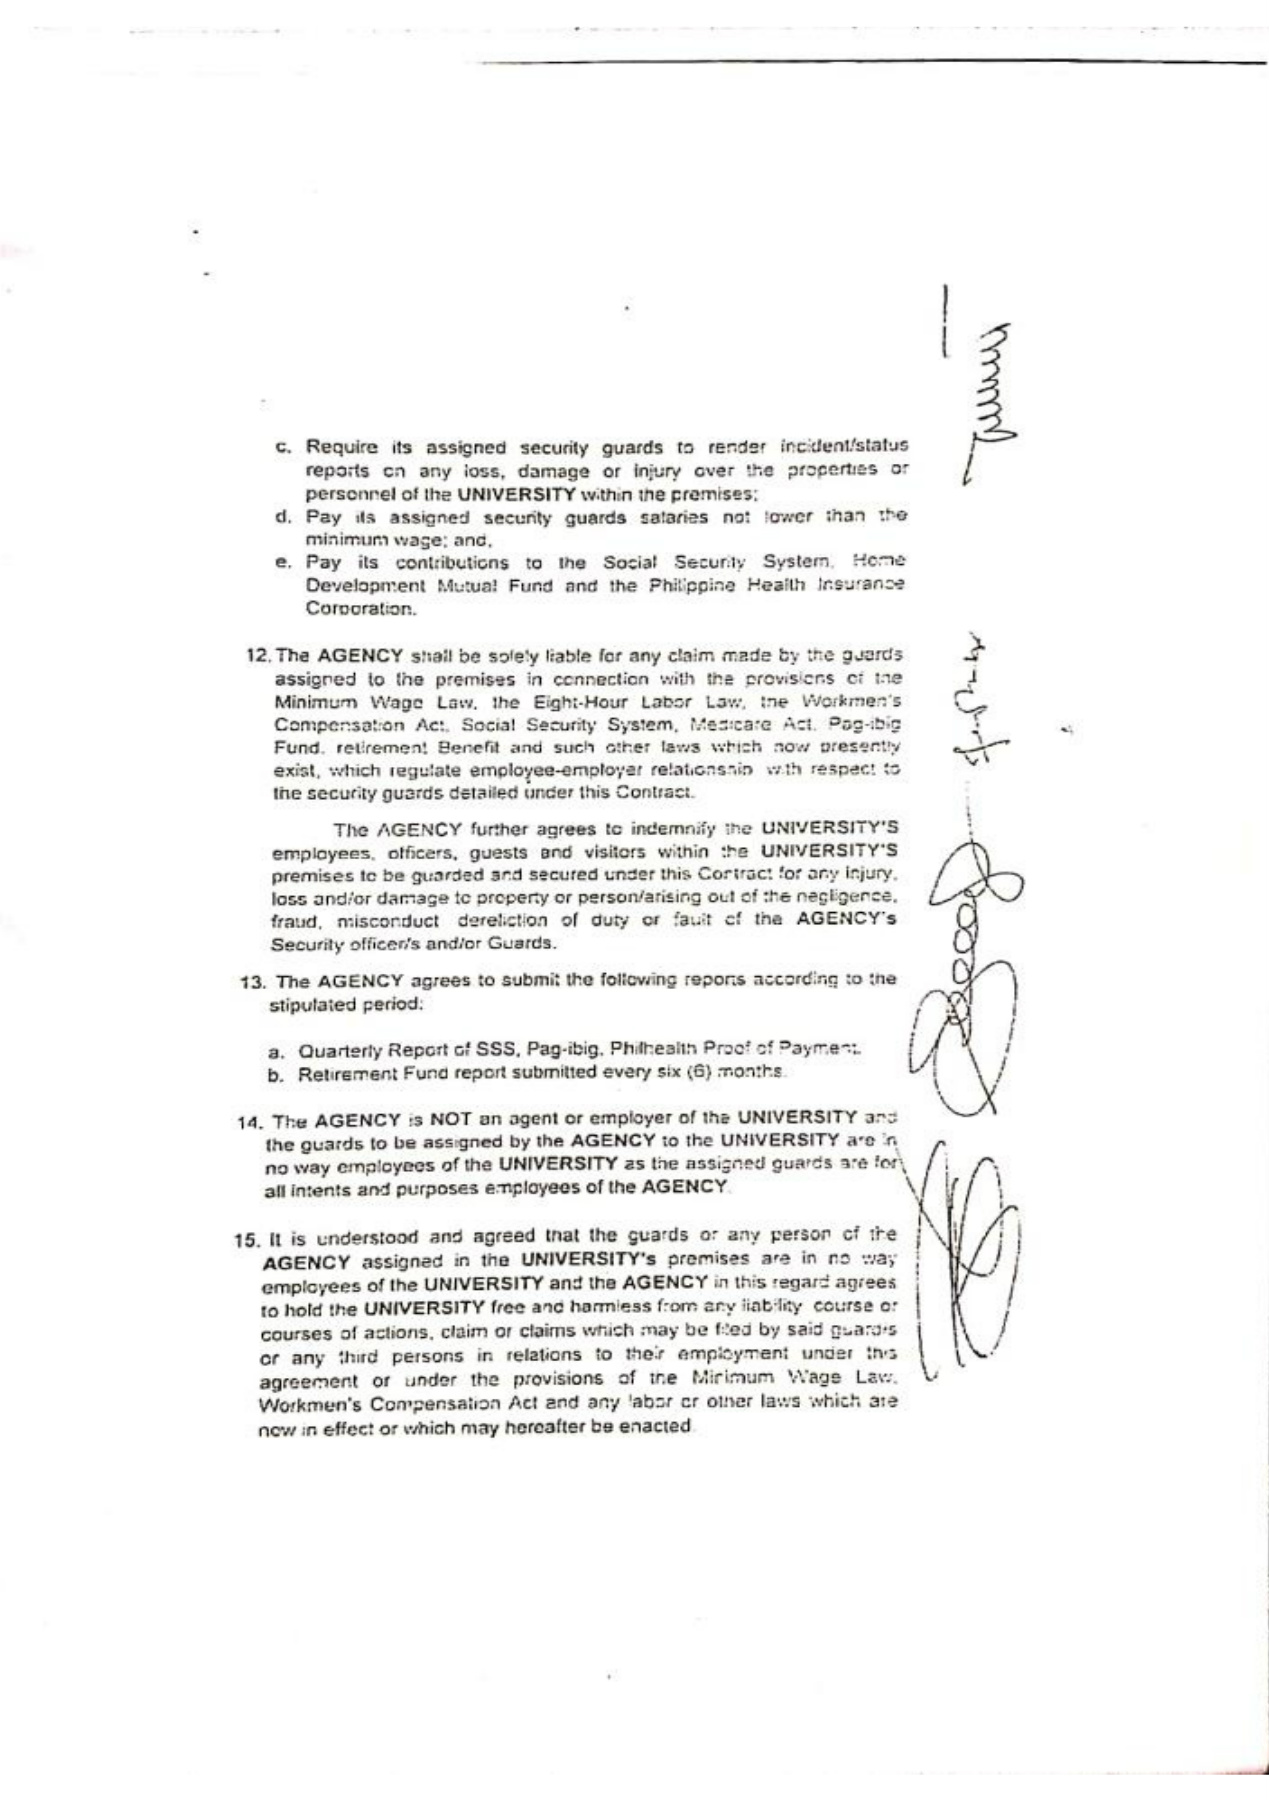 c. Require its assigned security guards to render incident/status
reports on any loss, damage or injury over the properties or
personnel of the UNIVERSITY within the premises;
d. Pay its assigned security guards salaries not lower than the
minimum wage; and,
e. Pay its contributions to the Social Security System, Home
Development Mutual Fund and the Philippine Health Insurance
Corporation.
12. The AGENCY shall be solely liable for any claim made by the guards
assigned to the premises in connection with the provisions of the
Minimum Wage Law, the Eight-Hour Labor Law, the Workmen's
Compensation Act, Social Security System, Medicare Act, Pag-ibig
Fund, retirement Benefit and such other laws which now presently
exist, which regulate employee-employer relationship with respect to
the security guards detailed under this Contract.
The AGENCY further agrees to indemnify the UNIVERSITY'S
employees, officers, guests and visitors within the UNIVERSITY'S
premises to be guarded and secured under this Contract for any injury,
loss and/or damage to property or person/arising out of the negligence,
fraud, misconduct dereliction of duty or fault of the AGENCY's
Security officer's and/or Guards.
13. The AGENCY agrees to submit the following reports according to the
stipulated period:
a. Quarterly Report of SSS, Pag-ibig, Philhealth Proof of Payment.
b. Retirement Fund report submitted every six (6) months.
14. The AGENCY is NOT an agent or employer of the UNIVERSITY and
the guards to be assigned by the AGENCY to the UNIVERSITY are in
no way employees of the UNIVERSITY as the assigned guards are for
all intents and purposes employees of the AGENCY.
15. It is understood and agreed that the guards or any person of the
AGENCY assigned in the UNIVERSITY's premises are in no way
employees of the UNIVERSITY and the AGENCY in this regard agrees
to hold the UNIVERSITY free and harmless from any liability course or
courses of actions, claim or claims which may be filed by said guards
or any third persons in relations to their employment under this
agreement or under the provisions of the Minimum Wage Law,
Workmen's Compensation Act and any labor or other laws which are
now in effect or which may hereafter be enacted.